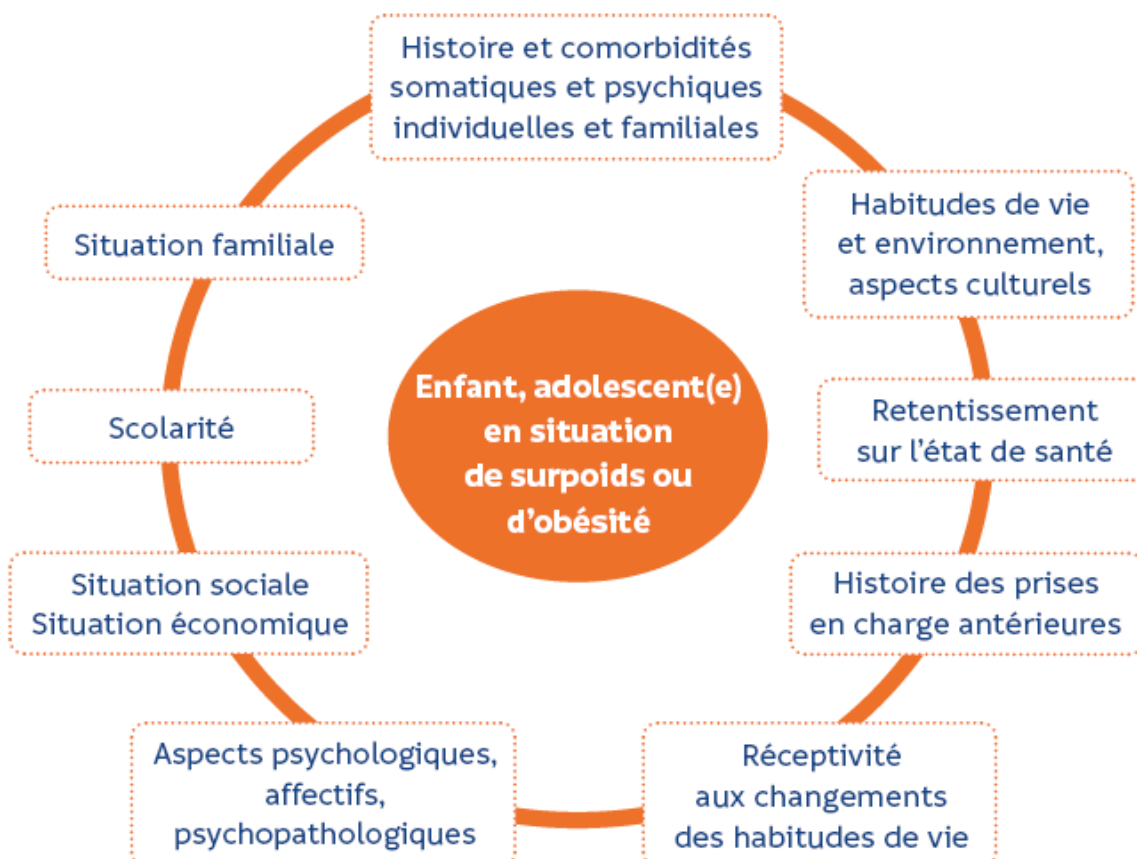 Histoire et comorbidités
somatiques et psychiques
individuelles et familiales
Habitudes de vie
et environnement,
aspects culturels
Retentissement
sur l'état de santé
Histoire des prises
en charge antérieures
Réceptivité
aux changements
des habitudes de vie
Aspects psychologiques,
affectifs,
psychopathologiques
Situation sociale
Situation économique
Scolarité
Situation familiale
Enfant, adolescent(e)
en situation
de surpoids ou
d'obésité